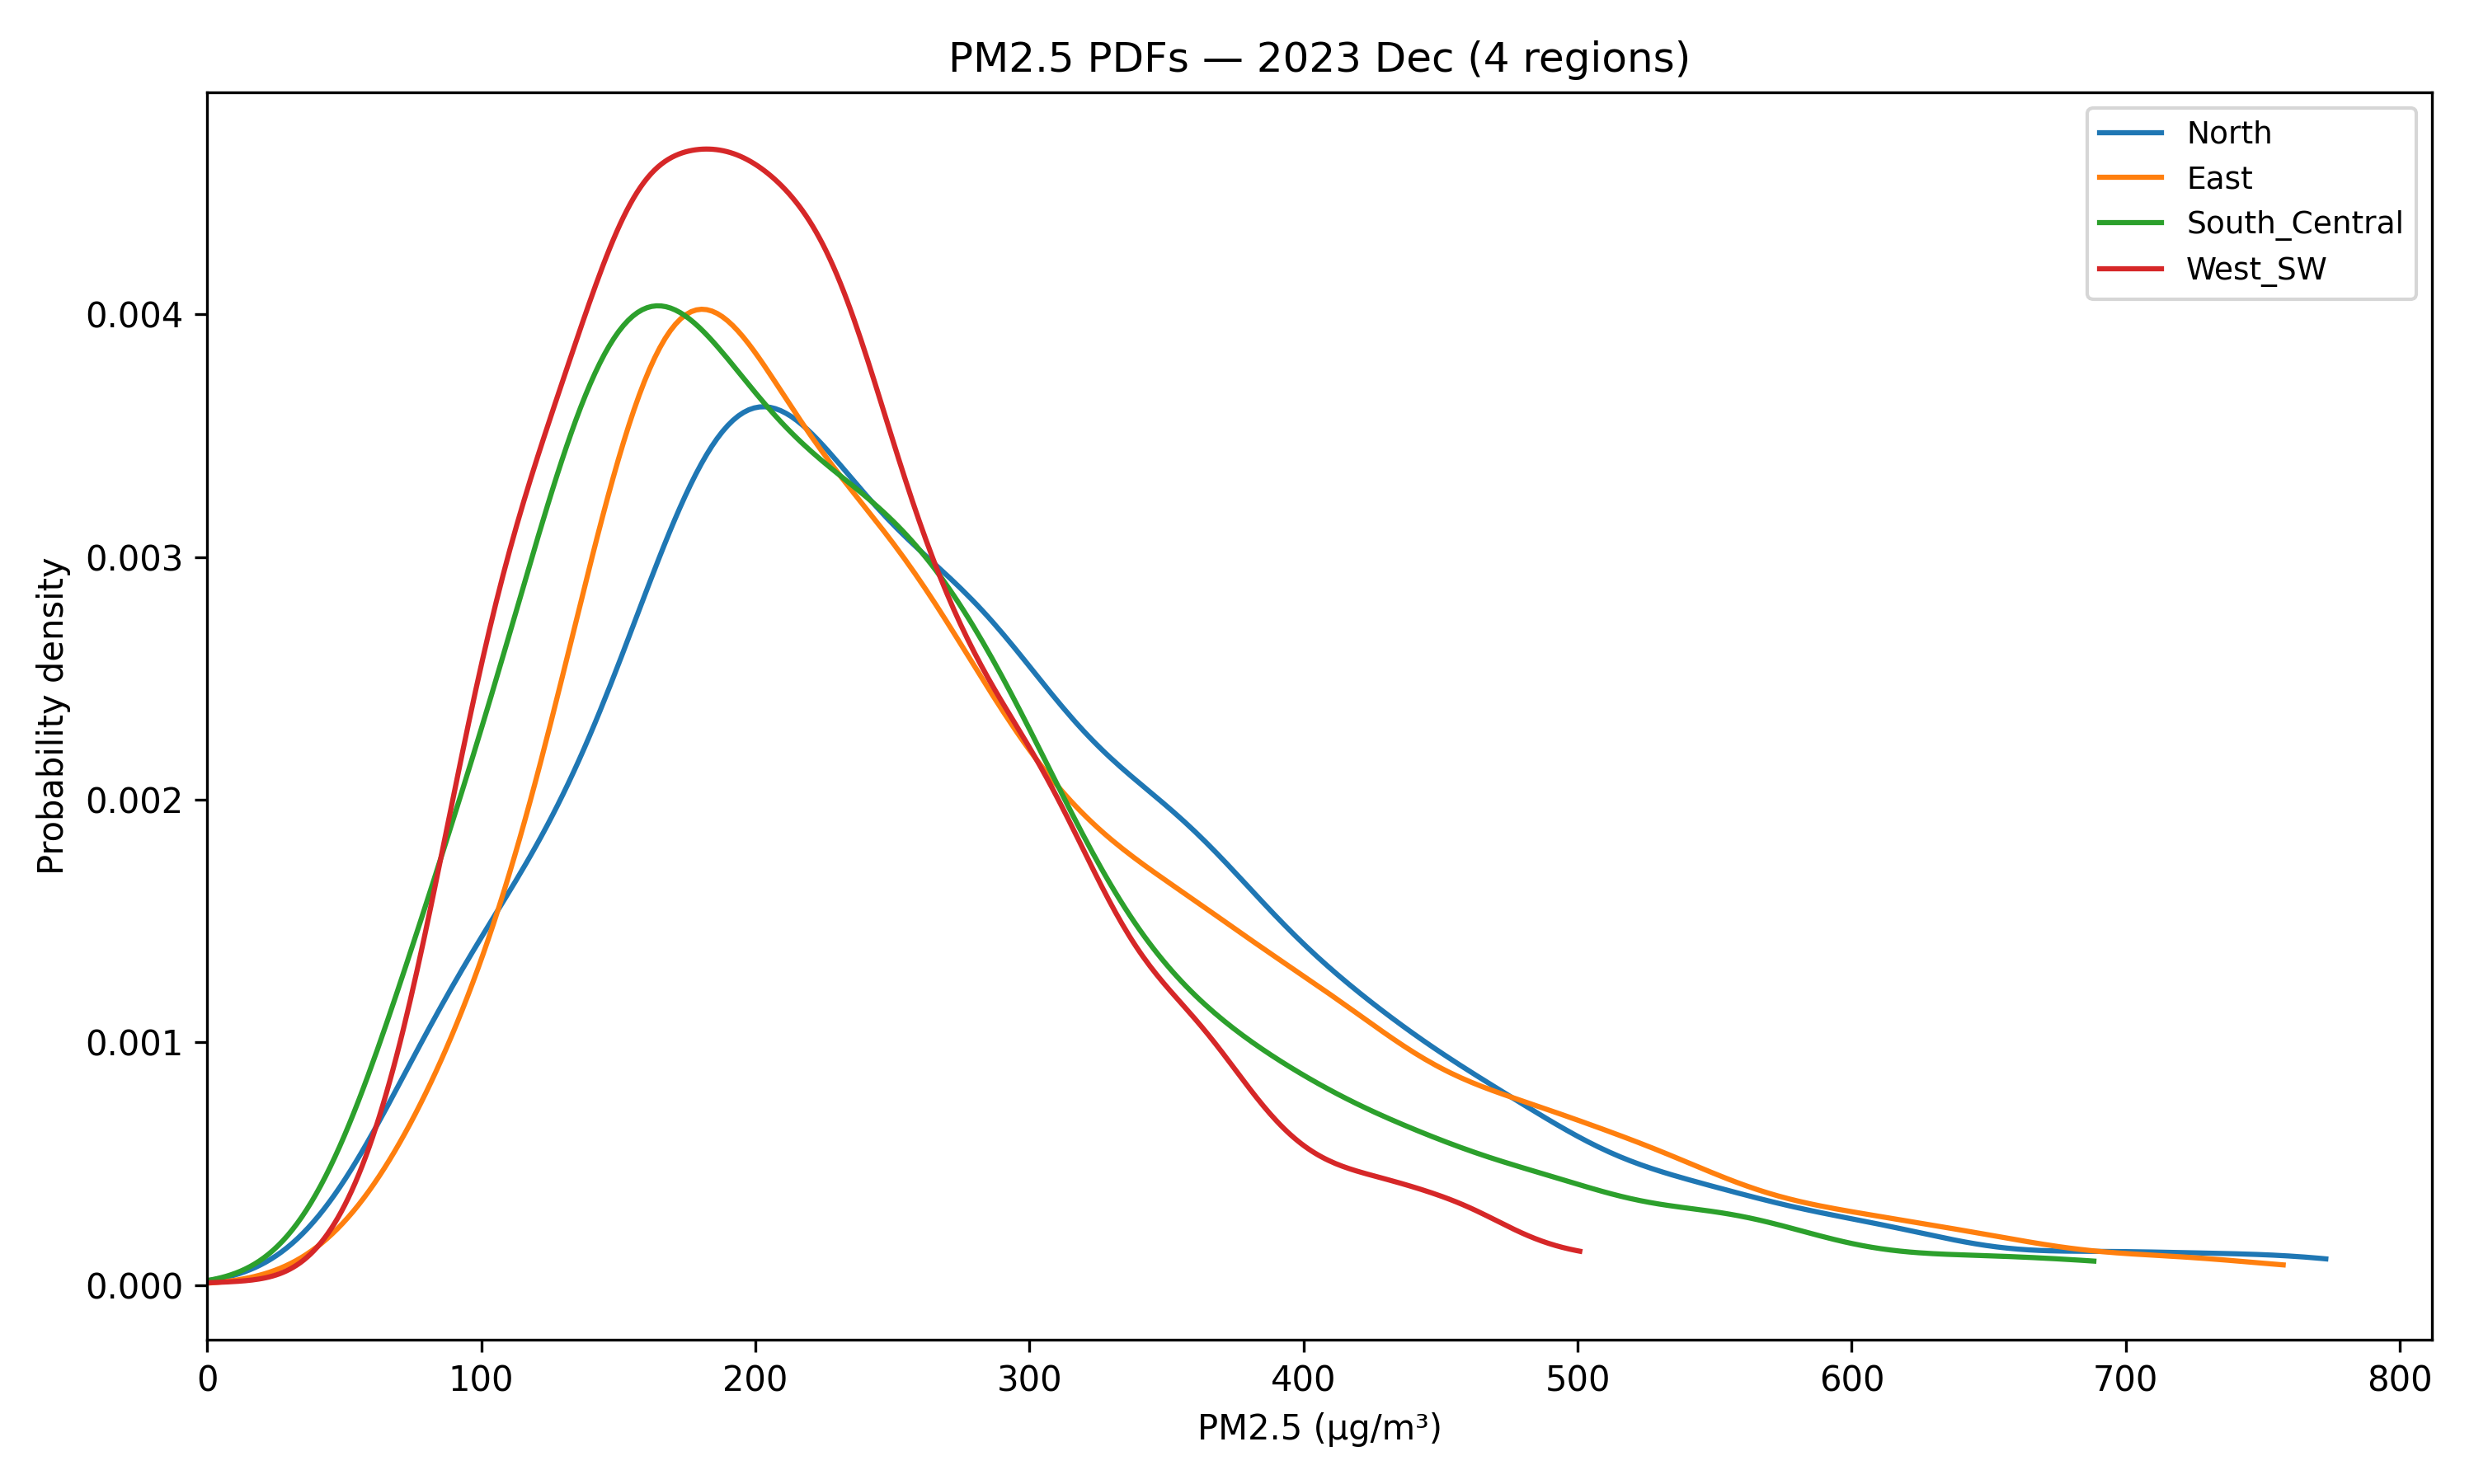 PM2.5 PDFs — 2023 Dec (4 regions)
North
East
South_Central
West_SW
Probability density
0.004
0.003
0.002
0.001
0.000
0 100 200 300 400 500 600 700 800
PM2.5 (µg/m³)